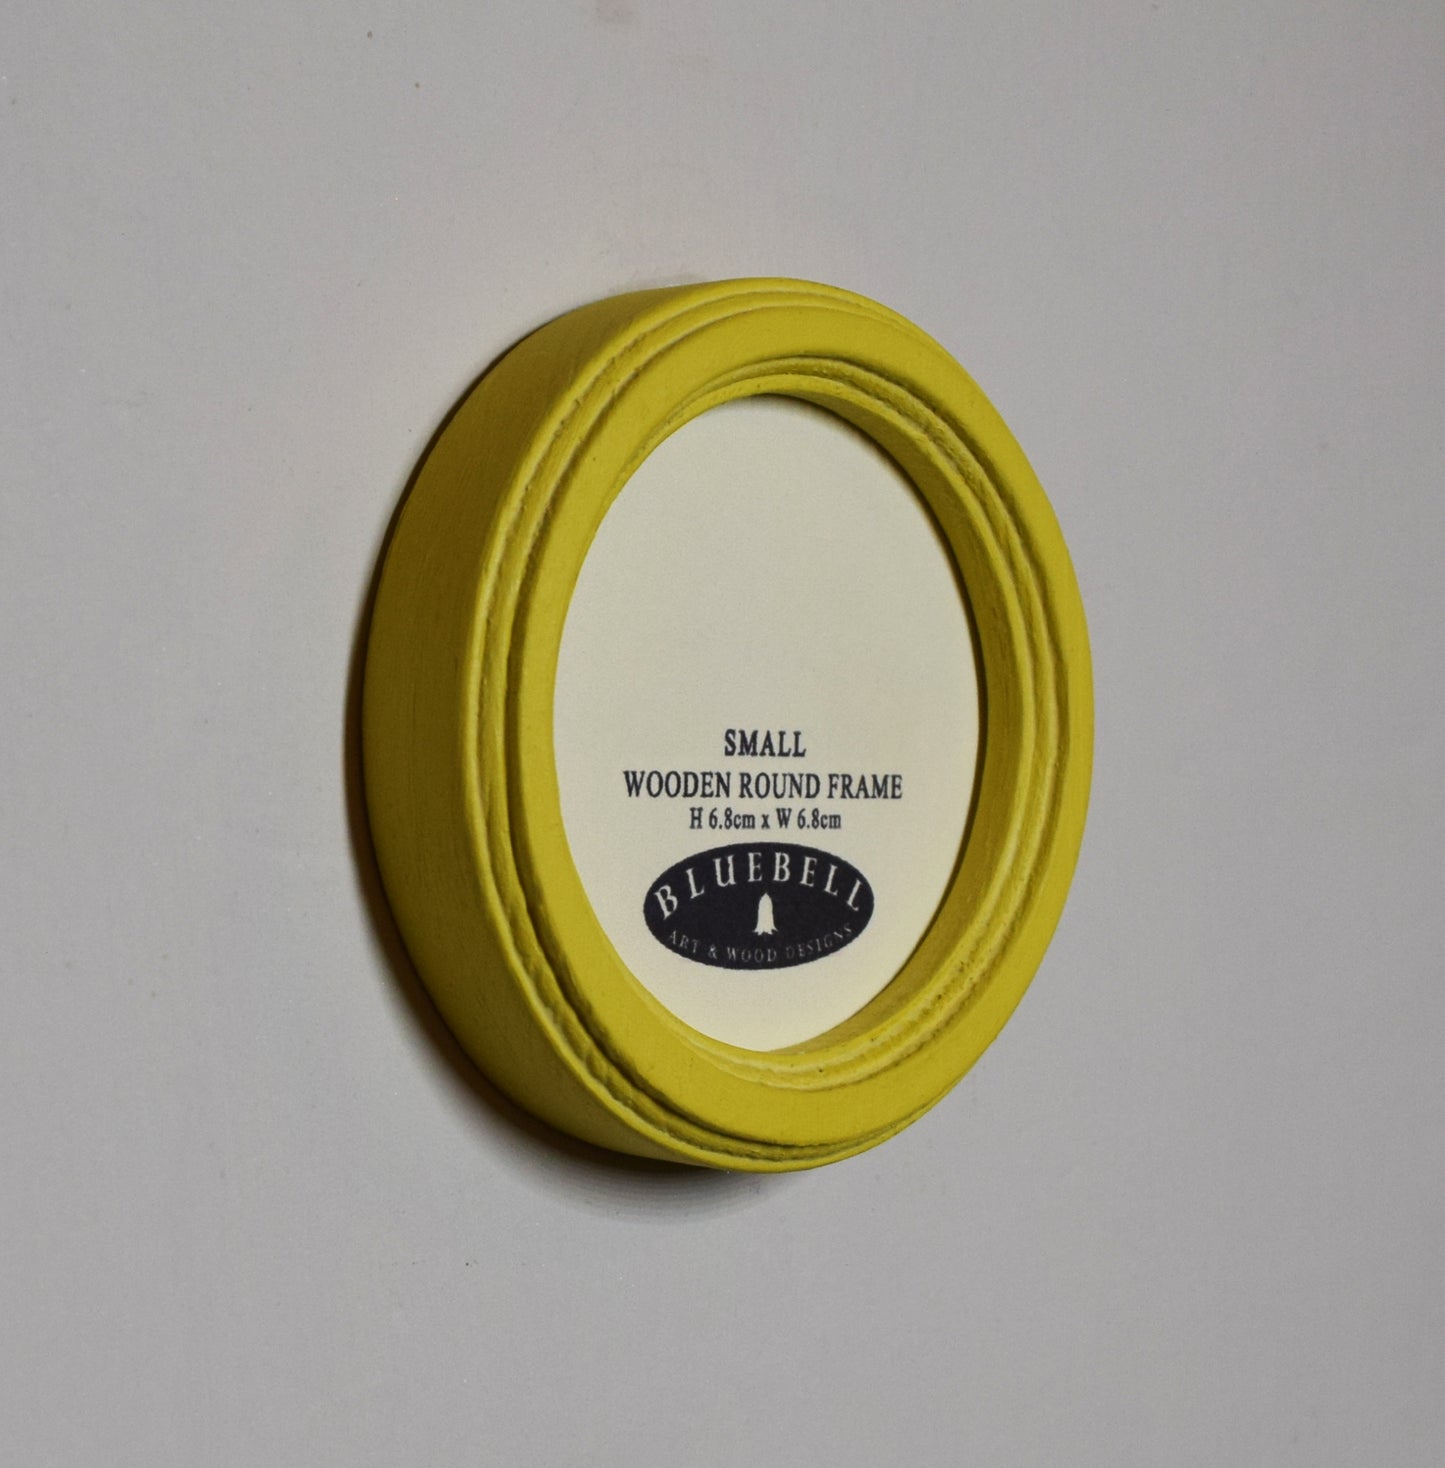 SMALL
WOODEN ROUND FRAME
H 6.8cm x W 6.8cm
BLUEBELL
ART & WOOD DESIGNS